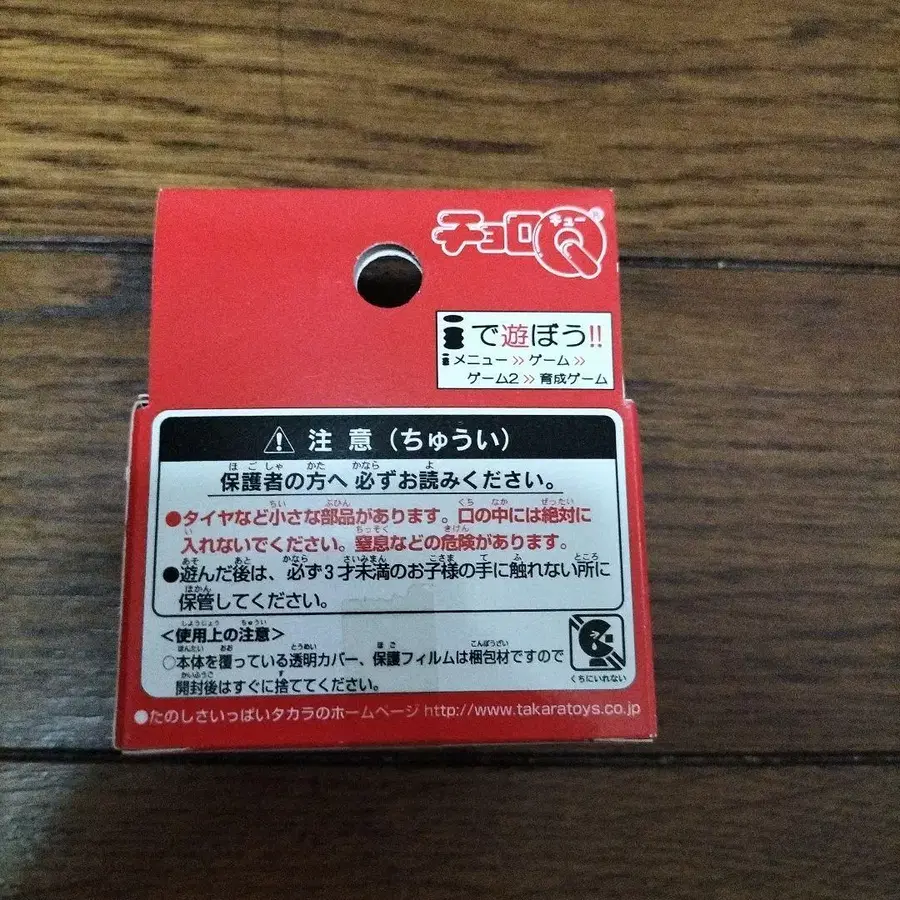 チョロQ
キュー
®
iで遊ぼう!!
iメニュー » ゲーム »
ゲーム2 » 育成ゲーム
注 意(ちゅうい)
保護者の方へ 必ずお読みください。
●タイヤなど小さな部品があります。口の中には絶対に
入れないでください。窒息などの危険があります。
●遊んだ後は、必ず3才未満のお子様の手に触れない所に
保管してください。
<使用上の注意>
○本体を覆っている透明カバー、保護フィルムは梱包材ですので
開封後はすぐに捨ててください。
くちにいれない
●たのしさいっぱいタカラのホームページ http://www.takaratoys.co.jp